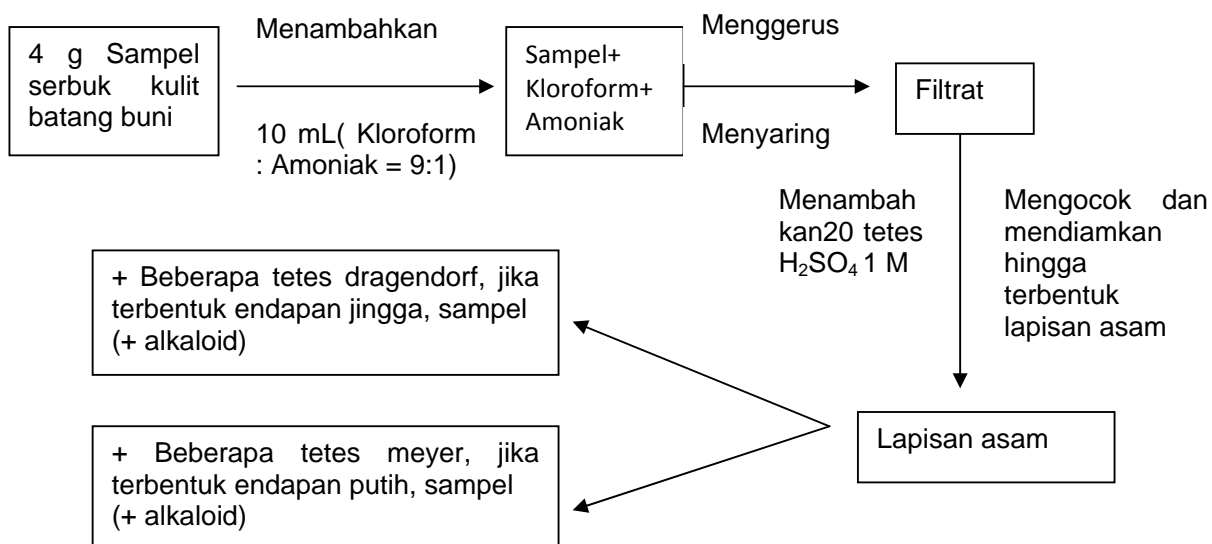 4 g Sampel
serbuk kulit
batang buni
Menambahkan
10 mL( Kloroform
: Amoniak = 9:1)
Sampel+
Kloroform+
Amoniak
Menggerus
Menyaring
Filtrat
Menambah
kan20 tetes
H₂SO₄ 1 M
Mengocok dan
mendiamkan
hingga
terbentuk
lapisan asam
Lapisan asam
+ Beberapa tetes dragendorf, jika
terbentuk endapan jingga, sampel
(+ alkaloid)
+ Beberapa tetes meyer, jika
terbentuk endapan putih, sampel
(+ alkaloid)